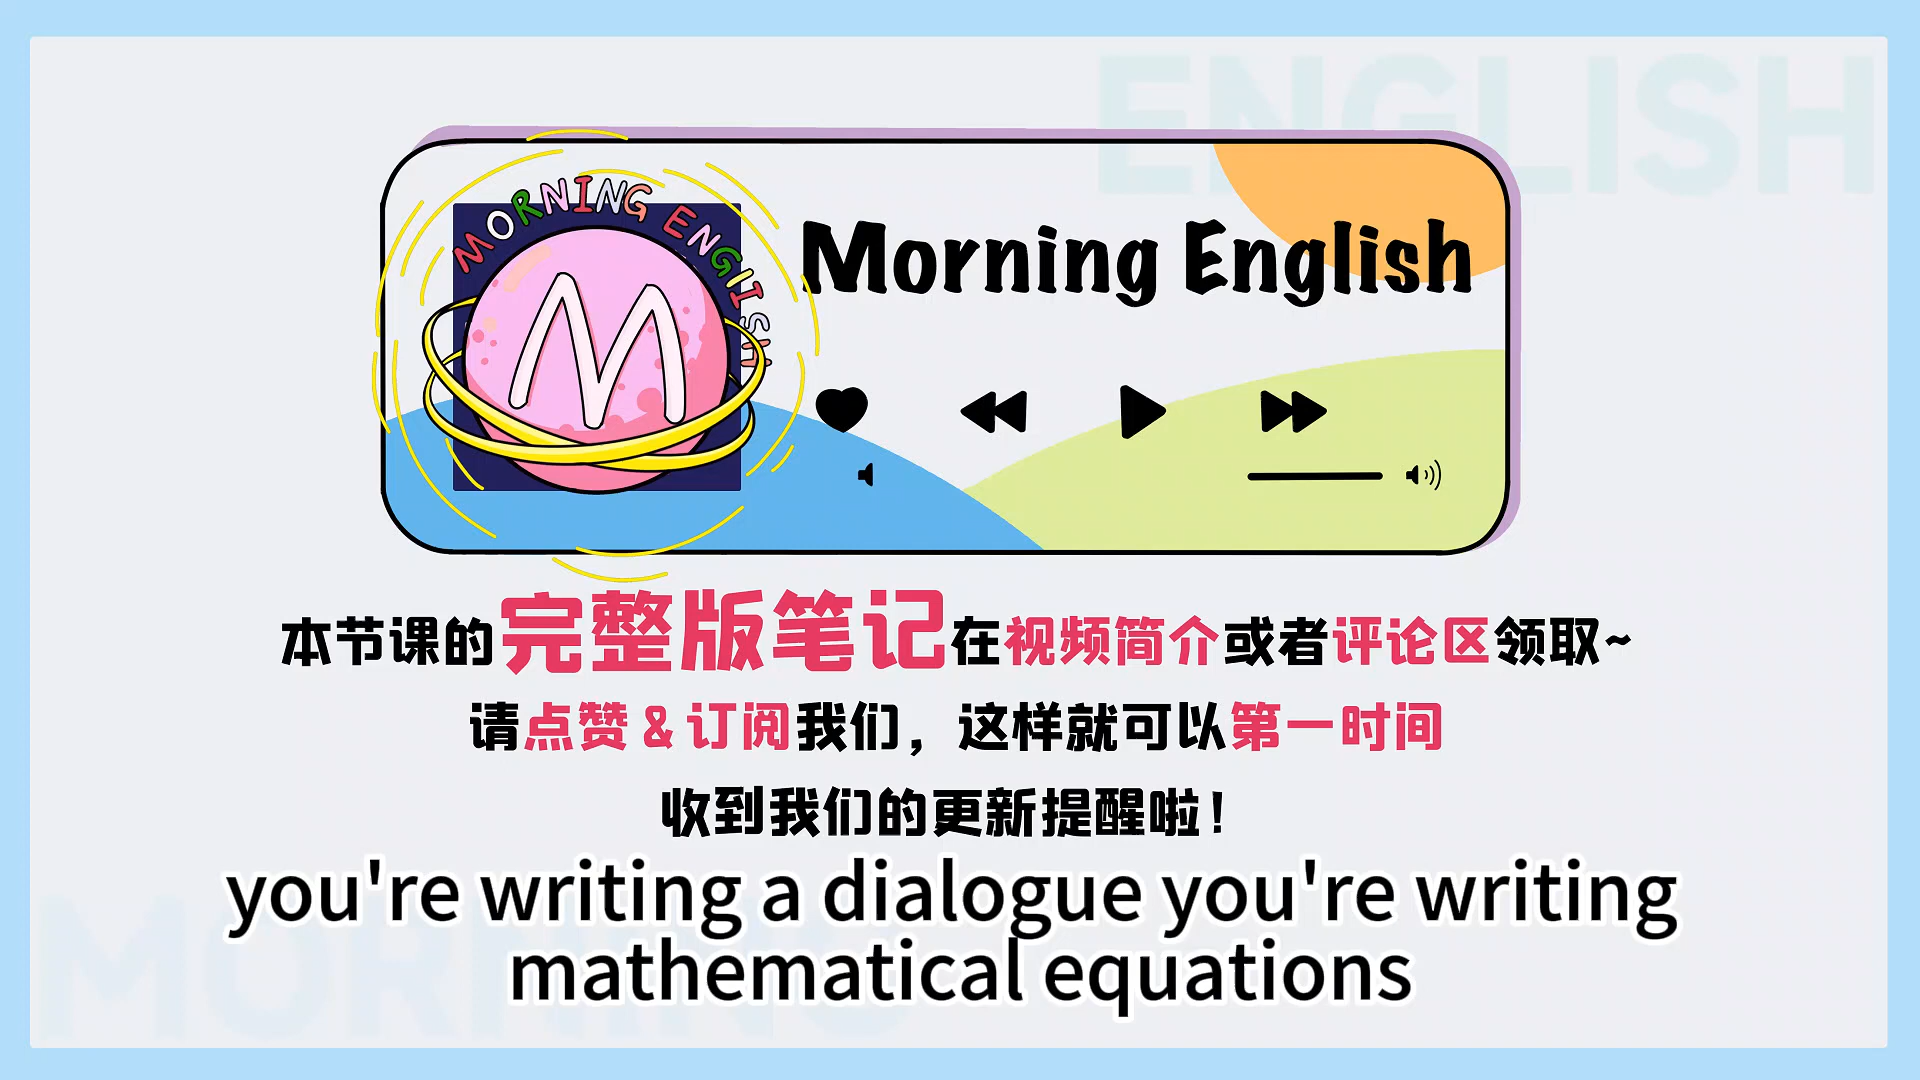 ENGLISH
MORNING ENGLISH
M
Morning English
本节课的完整版笔记在视频简介或者评论区领取~
请点赞&订阅我们，这样就可以第一时间
收到我们的更新提醒啦！
you're writing a dialogue you're writing
mathematical equations
MORNING